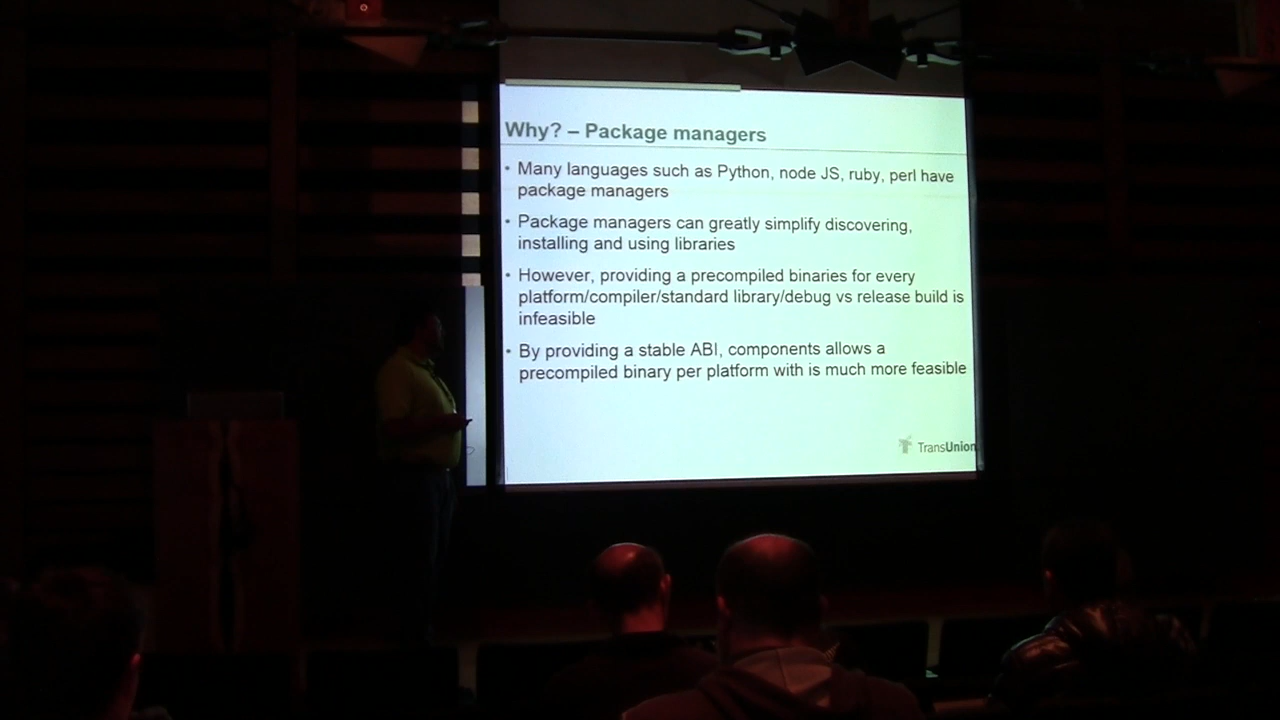 Why? – Package managers
• Many languages such as Python, node JS, ruby, perl have
package managers
• Package managers can greatly simplify discovering,
installing and using libraries
• However, providing a precompiled binaries for every
platform/compiler/standard library/debug vs release build is
infeasible
• By providing a stable ABI, components allows a
precompiled binary per platform with is much more feasible
TransUnion